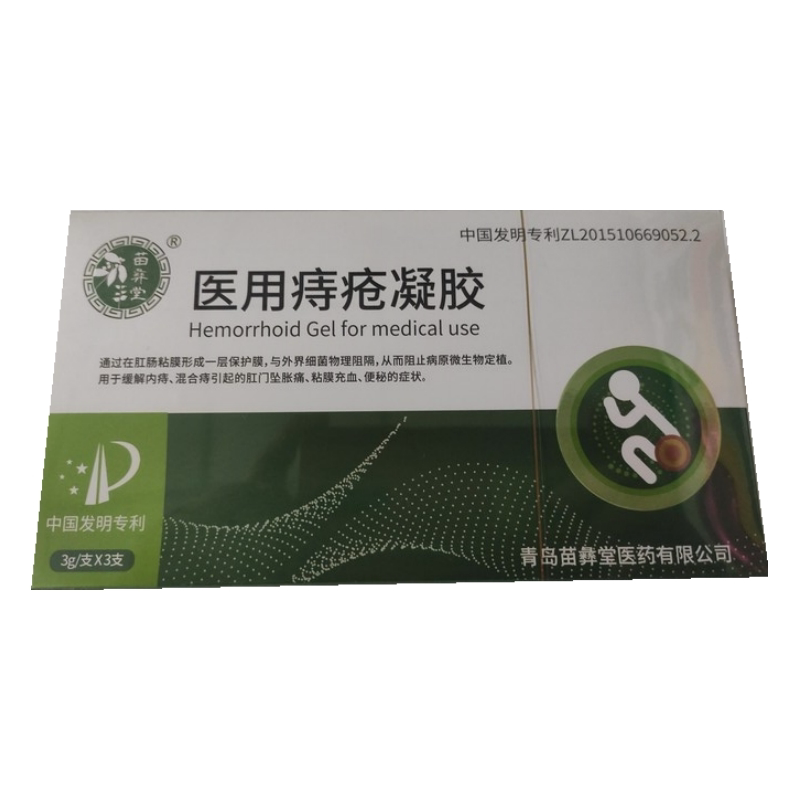 苗彝堂
®
中国发明专利ZL201510669052.2
医用痔疮凝胶
Hemorrhoid Gel for medical use
通过在肛肠粘膜形成一层保护膜,与外界细菌物理阻隔,从而阻止病原微生物定植。
用于缓解内痔、混合痔引起的肛门坠胀痛、粘膜充血、便秘的症状。
中国发明专利
3g/支X3支
青岛苗彝堂医药有限公司